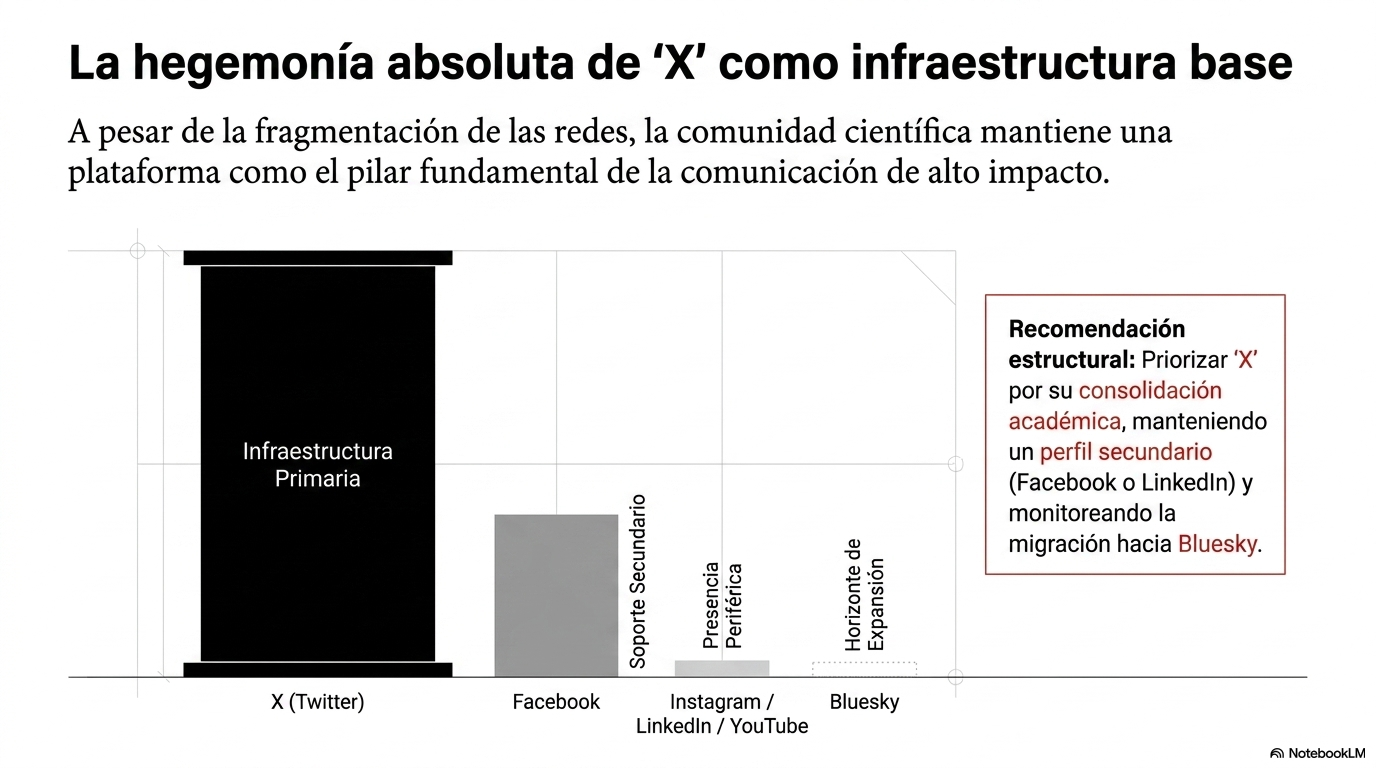 La hegemonía absoluta de ‘X’ como infraestructura base
A pesar de la fragmentación de las redes, la comunidad científica mantiene una
plataforma como el pilar fundamental de la comunicación de alto impacto.
Infraestructura
Primaria
Soporte Secundario
Presencia
Periférica
Horizonte de
Expansión
X (Twitter)
Facebook
Instagram /
LinkedIn / YouTube
Bluesky
Recomendación
estructural: Priorizar ‘X’
por su consolidación
académica, manteniendo
un perfil secundario
(Facebook o LinkedIn) y
monitoreando la
migración hacia Bluesky.
NotebookLM